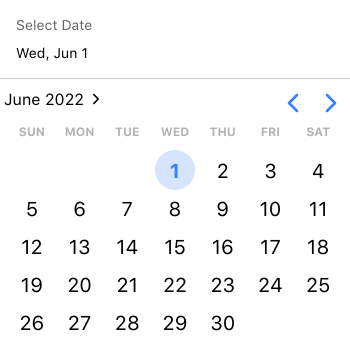 Select Date
Wed, Jun 1
June 2022
SUN MON TUE WED THU FRI SAT
1 2 3 4
5 6 7 8 9 10 11
12 13 14 15 16 17 18
19 20 21 22 23 24 25
26 27 28 29 30